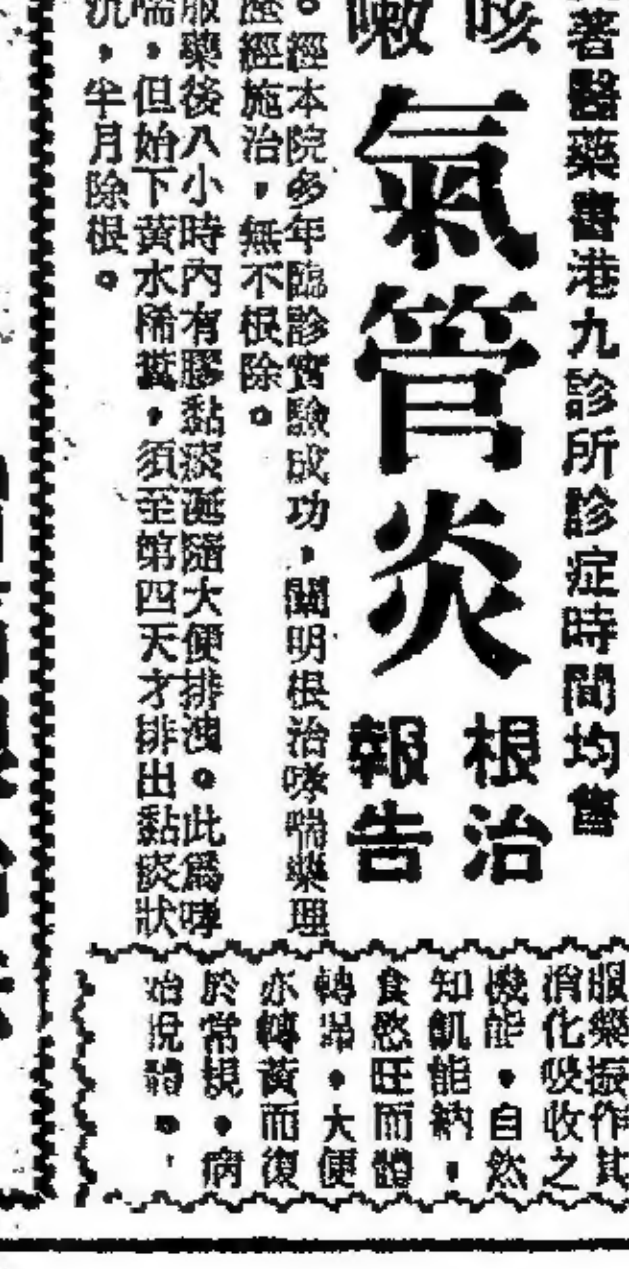 著醫藥書港九診所診症時間均售
咳
嗽
氣管炎
根治
報告
。經本院多年臨診實驗成功,闡明根治哮喘藥理
歷經施治,無不根除。
服藥後八小時內有膠黏痰涎隨大便排洩。此為哮
喘,但始下黃水稀糞,須至第四天才排出黏痰狀
沉,半月除根。
服藥振作其
消化吸收之
機能。自然
知飢能納,
食慾旺而體
轉
。大便
亦轉黃而復
於常規。病
始